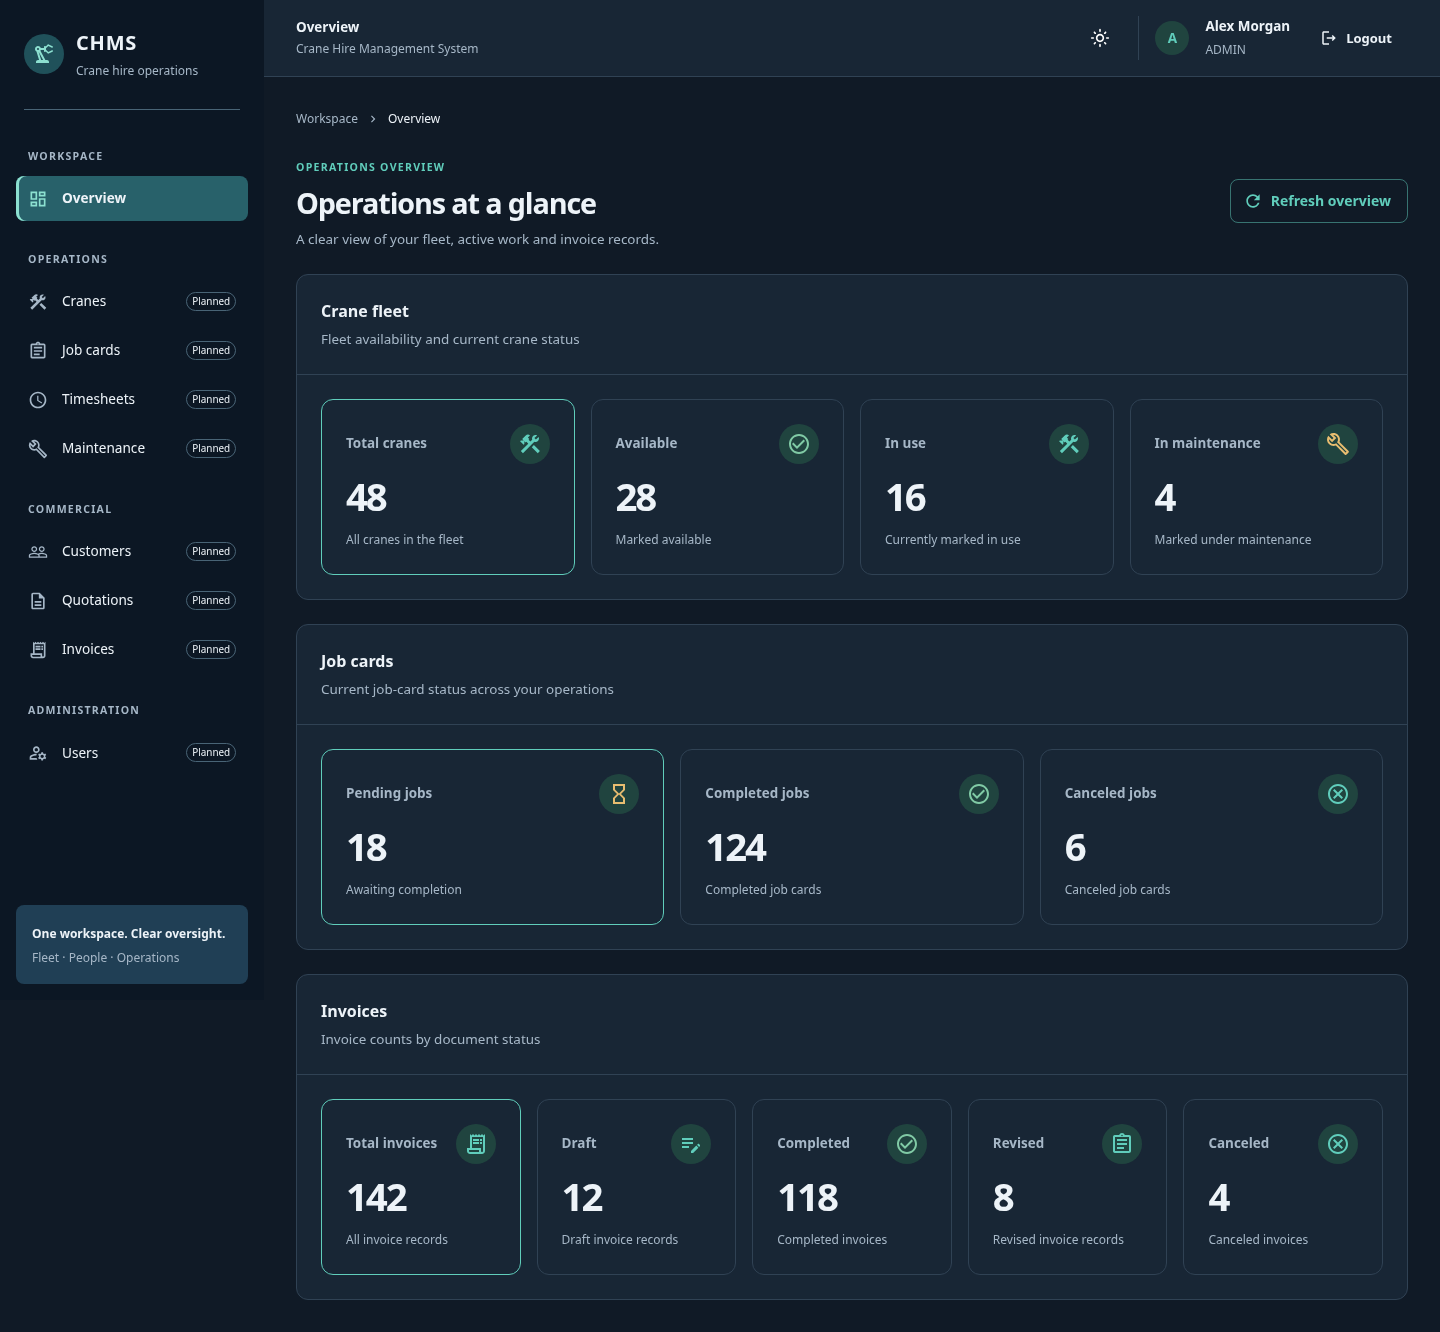 CHMS
Crane hire operations
WORKSPACE
Overview
OPERATIONS
Cranes Planned
Job cards Planned
Timesheets Planned
Maintenance Planned
COMMERCIAL
Customers Planned
Quotations Planned
Invoices Planned
ADMINISTRATION
Users Planned
One workspace. Clear oversight.
Fleet · People · Operations
Overview
Crane Hire Management System
A
Alex Morgan
ADMIN
Logout
Workspace > Overview
OPERATIONS OVERVIEW
Operations at a glance
A clear view of your fleet, active work and invoice records.
Refresh overview
Crane fleet
Fleet availability and current crane status
Total cranes
48
All cranes in the fleet
Available
28
Marked available
In use
16
Currently marked in use
In maintenance
4
Marked under maintenance
Job cards
Current job-card status across your operations
Pending jobs
18
Awaiting completion
Completed jobs
124
Completed job cards
Canceled jobs
6
Canceled job cards
Invoices
Invoice counts by document status
Total invoices
142
All invoice records
Draft
12
Draft invoice records
Completed
118
Completed invoices
Revised
8
Revised invoice records
Canceled
4
Canceled invoices